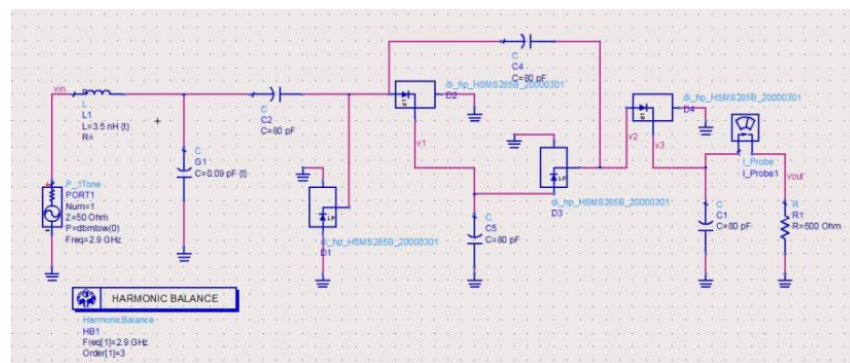 C
C4
C=80 pF
vin
L
L1
L=3.5 nH {t}
R=
C
C2
C=80 pF
di_hp_HSMS285B_20000301
D2
di_hp_HSMS285B_20000301
D4
C
G1
C=0.09 pF {t}
v1
v2
v3
I_Probe
I_Probe1
vout
P_1Tone
PORT1
Num=1
Z=50 Ohm
P=dbmtow(0)
Freq=2.9 GHz
di_hp_HSMS285B_20000301
D1
di_hp_HSMS285B_20000301
D3
C
C5
C=80 pF
C
C1
C=80 pF
R
R1
R=500 Ohm
HARMONIC BALANCE
HarmonicBalance
HB1
Freq[1]=2.9 GHz
Order[1]=3